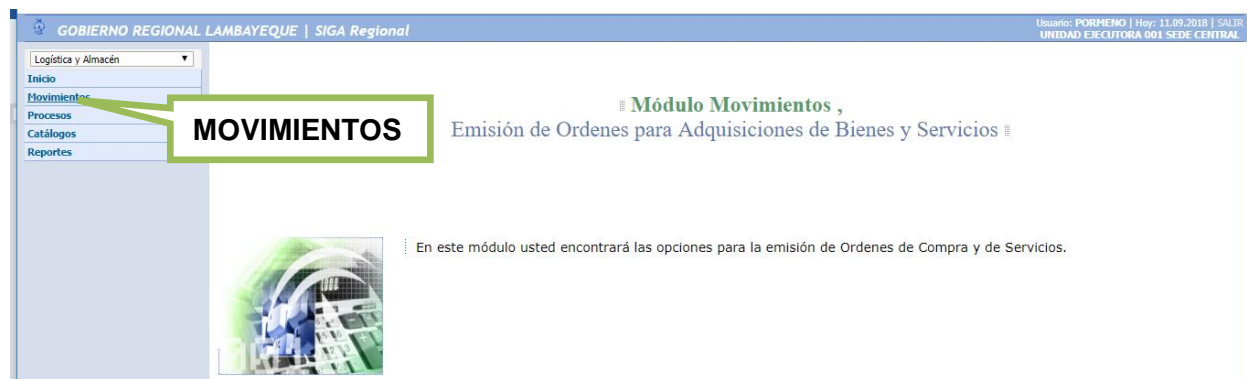 GOBIERNO REGIONAL LAMBAYEQUE | SIGA Regional
Usuario: PORMENO | Hoy: 11.09.2018 | SALIR
UNIDAD EJECUTORA 001 SEDE CENTRAL
Logística y Almacén
Inicio
Movimientos
Procesos
Catálogos
Reportes
MOVIMIENTOS
Módulo Movimientos ,
Emisión de Ordenes para Adquisiciones de Bienes y Servicios
En este módulo usted encontrará las opciones para la emisión de Ordenes de Compra y de Servicios.